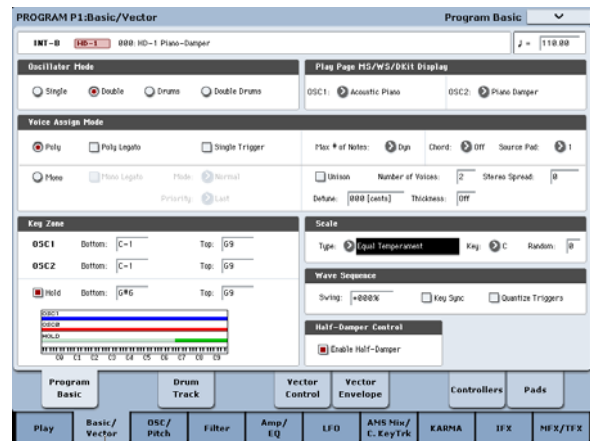 PROGRAM P1:Basic/Vector Program Basic
INT-B HD-1 000: HD-1 Piano-Damper ♩ = 110.00
Oscillator Mode
Single Double Drums Double Drums
Play Page MS/WS/DKit Display
OSC1: Acoustic Piano OSC2: Piano Damper
Voice Assign Mode
Poly Poly Legato Single Trigger Max # of Notes: Dyn Chord: Off Source Pad: 1
Mono Mono Legato Mode: Normal Unison Number of Voices: 2 Stereo Spread: 0
Priority: Last Detune: 000 [cents] Thickness: Off
Key Zone
OSC1 Bottom: C-1 Top: G9
OSC2 Bottom: C-1 Top: G9
Hold Bottom: G#6 Top: G9
OSC1
OSC2
HOLD
C0 C1 C2 C3 C4 C5 C6 C7 C8 C9
Scale
Type: Equal Temperament Key: C Random: 0
Wave Sequence
Swing: +000% Key Sync Quantize Triggers
Half-Damper Control
Enable Half-Damper
Program Basic Drum Track Vector Control Vector Envelope Controllers Pads
Play Basic/Vector OSC/Pitch Filter Amp/EQ LFO AMS Mix/C.KeyTrk KARMA IFX MFX/TFX